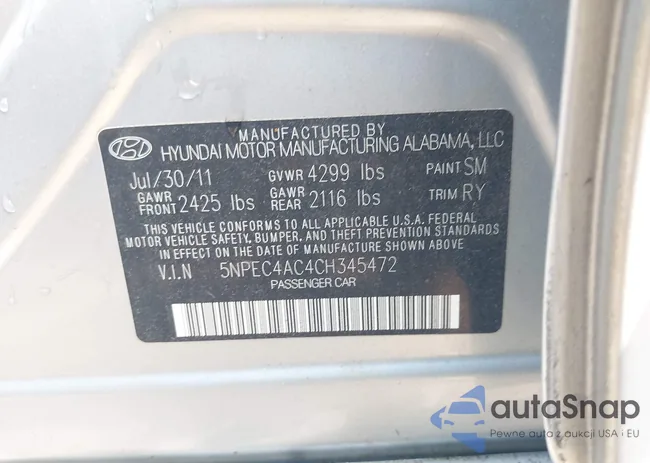 MANUFACTURED BY
HYUNDAI MOTOR MANUFACTURING ALABAMA, LLC
Jul/30/11 GVWR 4299 lbs PAINT SM
GAWR FRONT 2425 lbs GAWR REAR 2116 lbs TRIM RY
THIS VEHICLE CONFORMS TO ALL APPLICABLE U.S.A. FEDERAL
MOTOR VEHICLE SAFETY, BUMPER, AND THEFT PREVENTION
STANDARDS IN EFFECT ON THE DATE OF MANUFACTURE SHOWN ABOVE.
V.I.N 5NPEC4AC4CH345472
PASSENGER CAR
autoSnap
Pewne auta z aukcji USA i EU